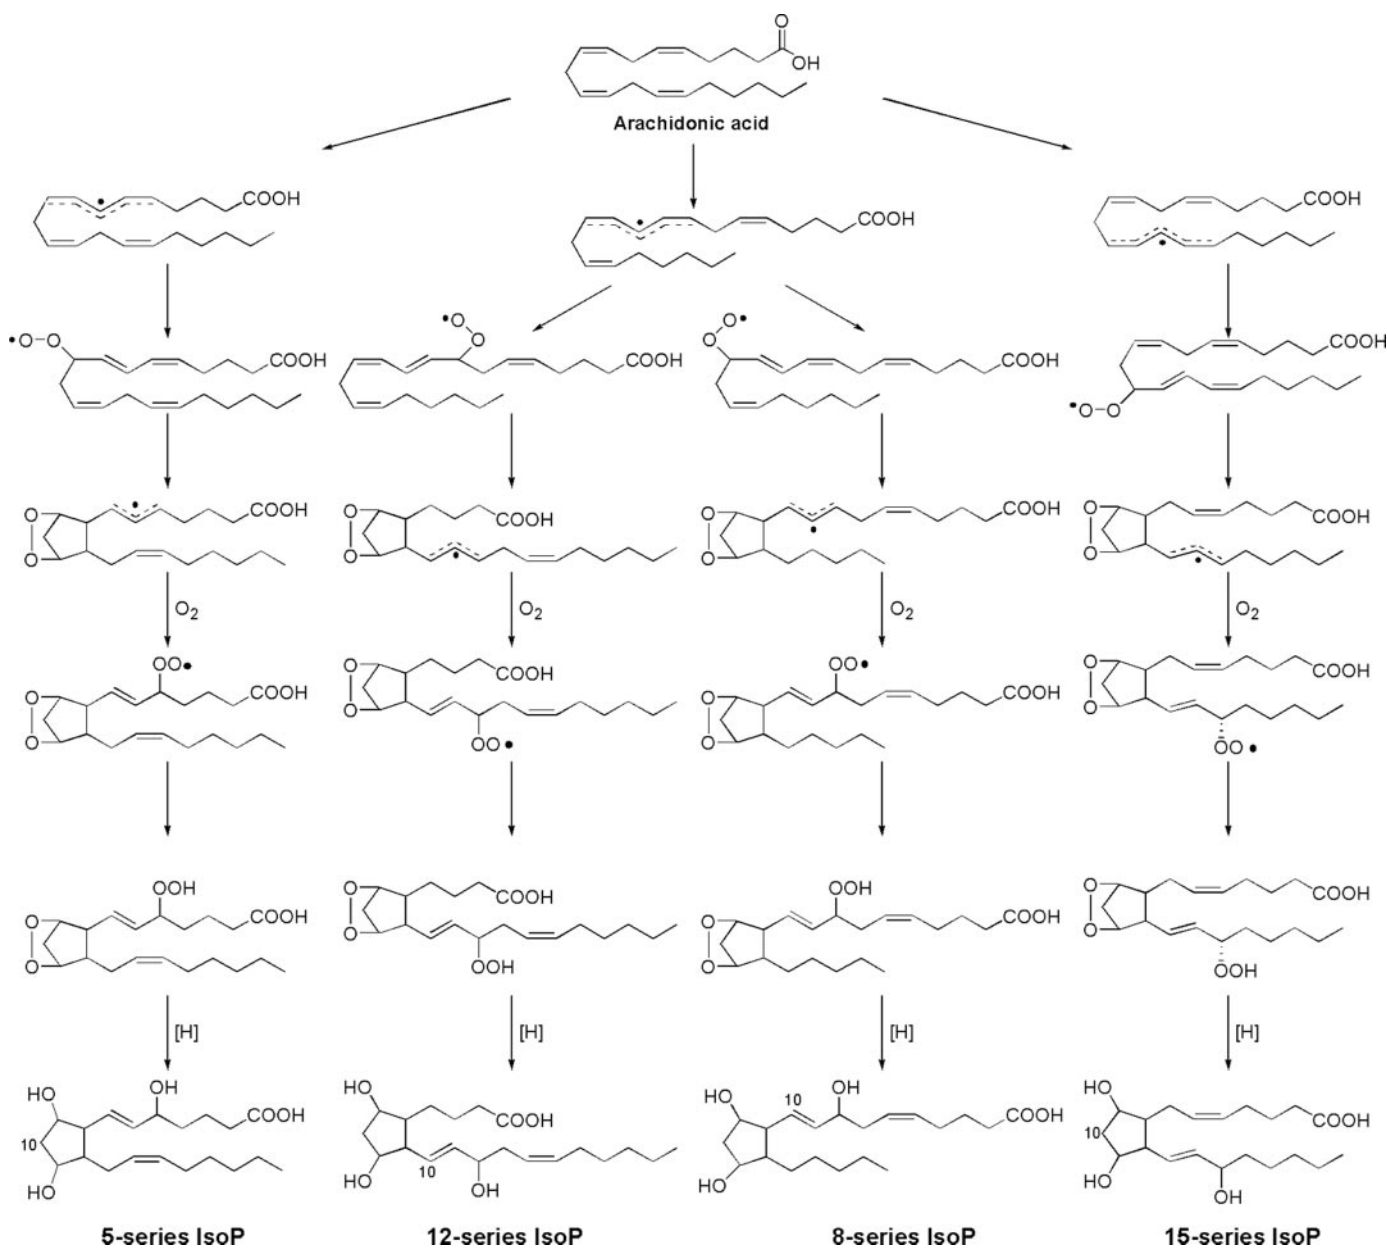 O
OH
Arachidonic acid
COOH
COOH
COOH
•O-O
COOH
•O
O
COOH
O
O•
COOH
COOH
•O-O
O
O
COOH
O
O
COOH
O
O
COOH
O
O
COOH
O2
O2
O2
O2
OO•
O
O
COOH
O
O
COOH
OO•
OO•
O
O
COOH
O
O
COOH
OO•
OOH
O
O
COOH
O
O
COOH
OOH
OOH
O
O
COOH
O
O
COOH
OOH
[H]
[H]
[H]
[H]
HO
OH
COOH
10
HO
HO
COOH
10
HO
OH
HO
10
OH
COOH
HO
HO
COOH
10
HO
OH
5-series IsoP
12-series IsoP
8-series IsoP
15-series IsoP